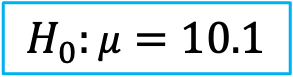 H₀: μ = 10.1